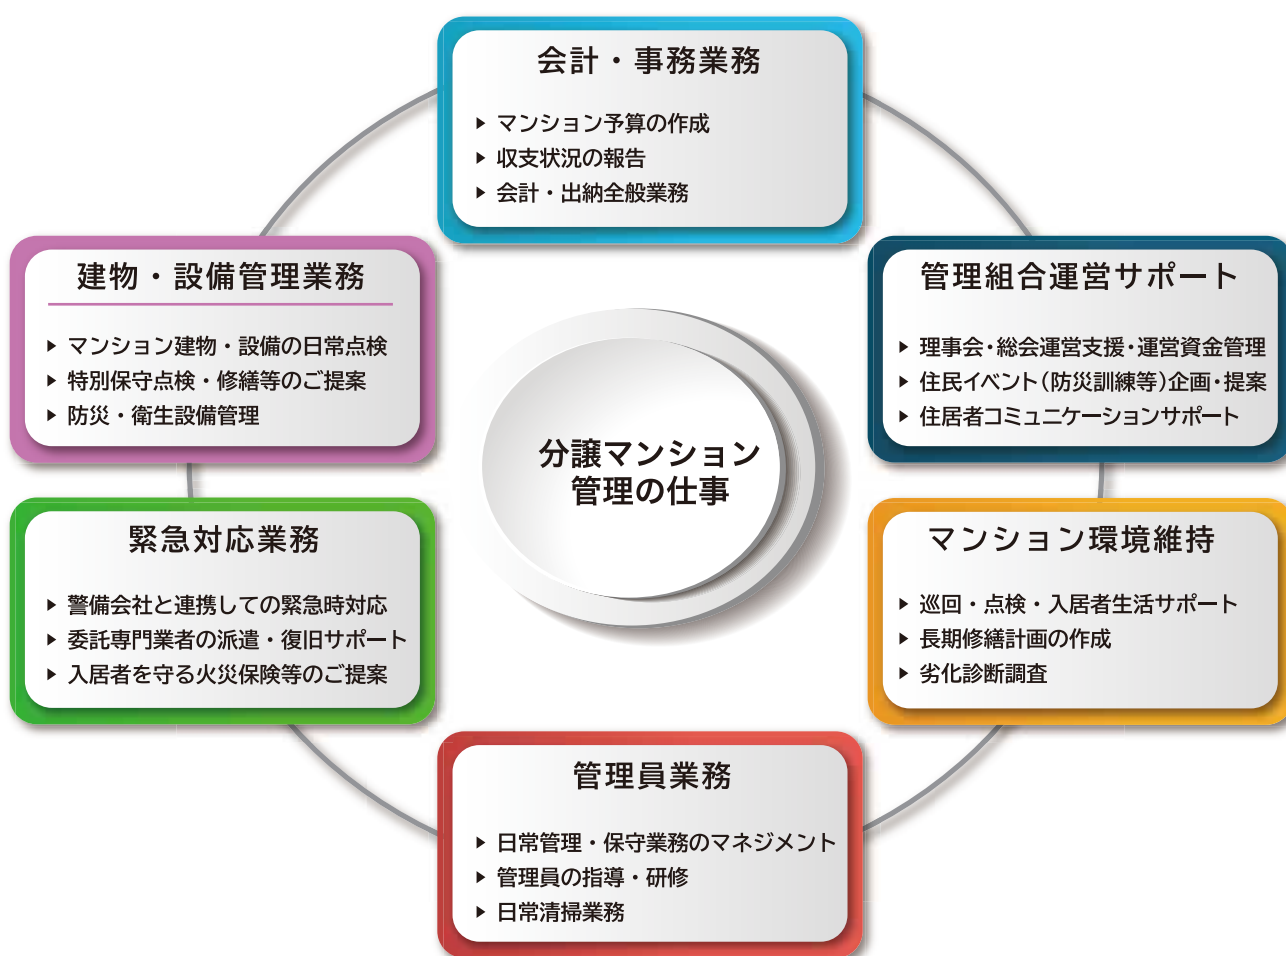 会計・事務業務
▶ マンション予算の作成
▶ 収支状況の報告
▶ 会計・出納全般業務
建物・設備管理業務
▶ マンション建物・設備の日常点検
▶ 特別保守点検・修繕等のご提案
▶ 防災・衛生設備管理
管理組合運営サポート
▶ 理事会・総会運営支援・運営資金管理
▶ 住民イベント（防災訓練等）企画・提案
▶ 住居者コミュニケーションサポート
分譲マンション
管理の仕事
緊急対応業務
▶ 警備会社と連携しての緊急時対応
▶ 委託専門業者の派遣・復旧サポート
▶ 入居者を守る火災保険等のご提案
マンション環境維持
▶ 巡回・点検・入居者生活サポート
▶ 長期修繕計画の作成
▶ 劣化診断調査
管理員業務
▶ 日常管理・保守業務のマネジメント
▶ 管理員の指導・研修
▶ 日常清掃業務